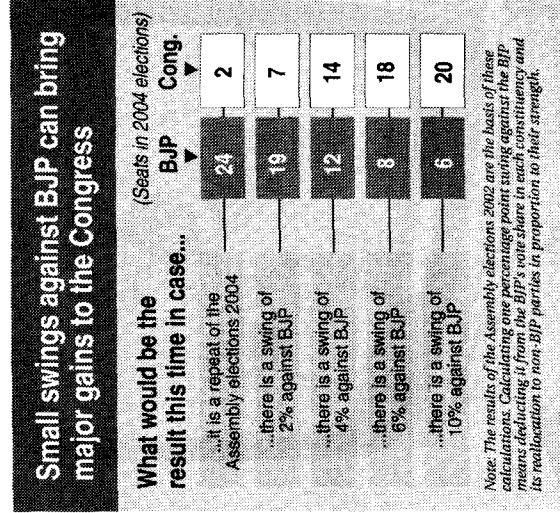 Small swings against BJP can bring
major gains to the Congress
What would be the
result this time in case...
(Seats in 2004 elections)
BJP Cong.
...it is a repeat of the
Assembly elections 2004
24 2
...there is a swing of
2% against BJP
19 7
...there is a swing of
4% against BJP
12 14
...there is a swing of
6% against BJP
8 18
...there is a swing of
10% against BJP
6 20
Note: The results of the Assembly elections 2002 are the basis of these
calculations. Calculating one percentage point swing against the BJP
means deducting it from the BJP's vote share in each constituency and
its reallocation to non-BJP parties in proportion to their strength.